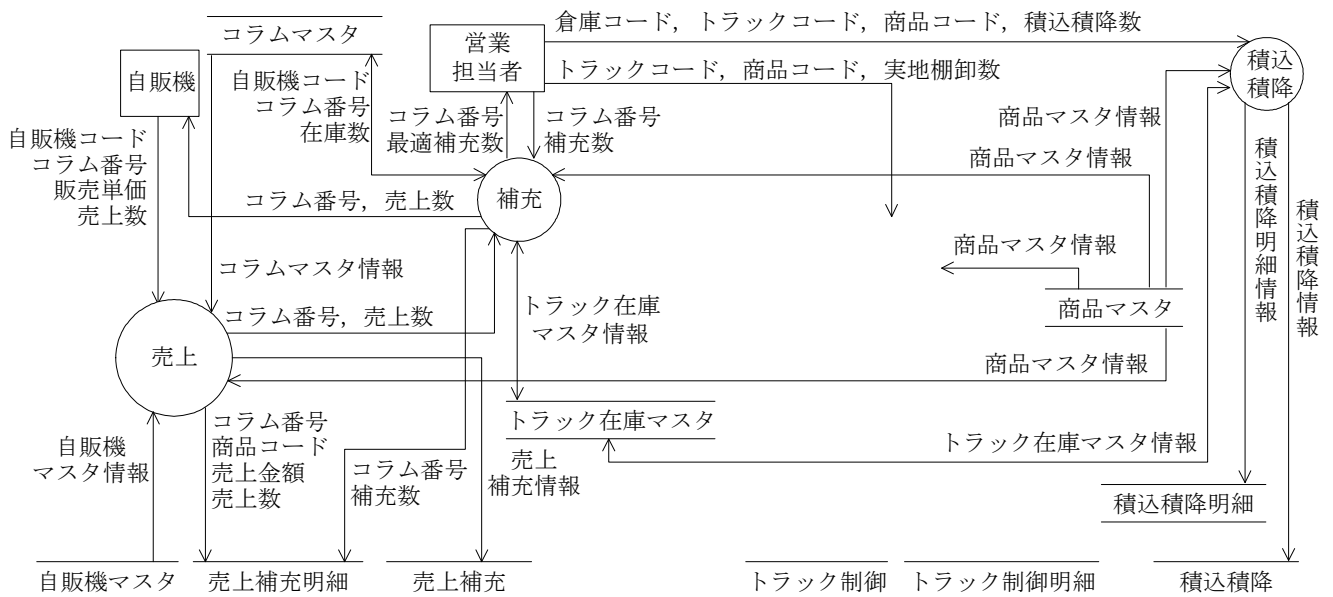 コラムマスタ
営業
担当者
倉庫コード，トラックコード，商品コード，積込積降数
積込
積降
自販機
自販機コード
コラム番号
在庫数
トラックコード，商品コード，実地棚卸数
コラム番号
最適補充数
コラム番号
補充数
商品マスタ情報
自販機コード
コラム番号
販売単価
売上数
商品マスタ情報
積込積降明細情報
積込積降情報
補充
コラム番号，売上数
商品マスタ情報
コラムマスタ情報
トラック在庫
マスタ情報
商品マスタ
コラム番号，売上数
売上
商品マスタ情報
トラック在庫マスタ
コラム番号
商品コード
売上金額
売上数
自販機
マスタ情報
トラック在庫マスタ情報
コラム番号
補充数
売上
補充情報
積込積降明細
自販機マスタ
売上補充明細
売上補充
トラック制御
トラック制御明細
積込積降